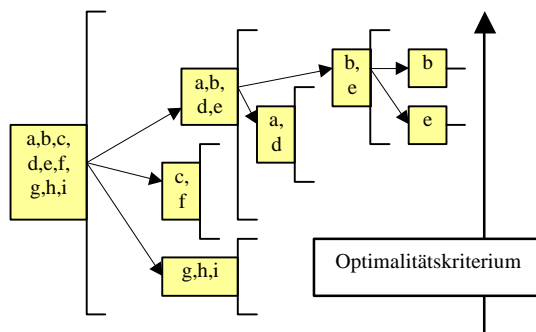 a,b,c,
d,e,f,
g,h,i
a,b,
d,e
c,
f
g,h,i
a,
d
b,
e
b
e
Optimalitätskriterium